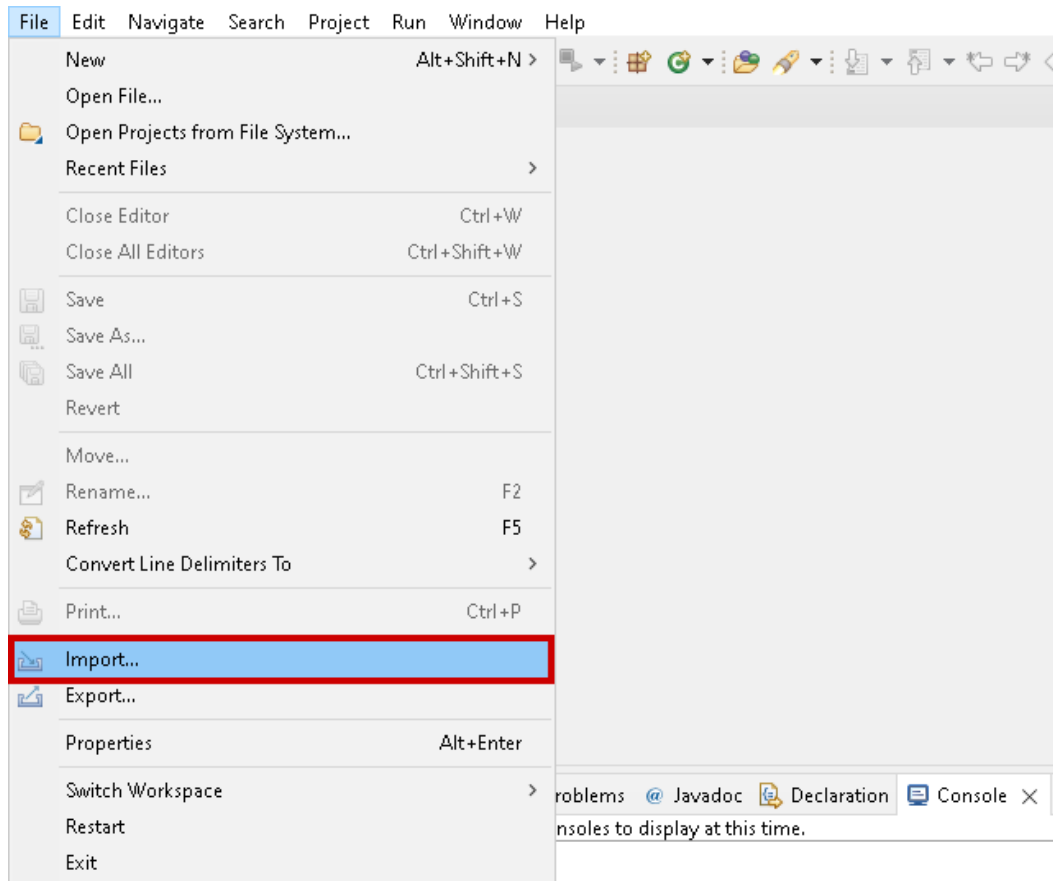 File Edit Navigate Search Project Run Window Help
New Alt+Shift+N >
Open File...
Open Projects from File System...
Recent Files >
Close Editor Ctrl+W
Close All Editors Ctrl+Shift+W
Save Ctrl+S
Save As...
Save All Ctrl+Shift+S
Revert
Move...
Rename... F2
Refresh F5
Convert Line Delimiters To >
Print... Ctrl+P
Import...
Export...
Properties Alt+Enter
Switch Workspace >
Restart
Exit
roblems @ Javadoc Declaration Console
nsoles to display at this time.